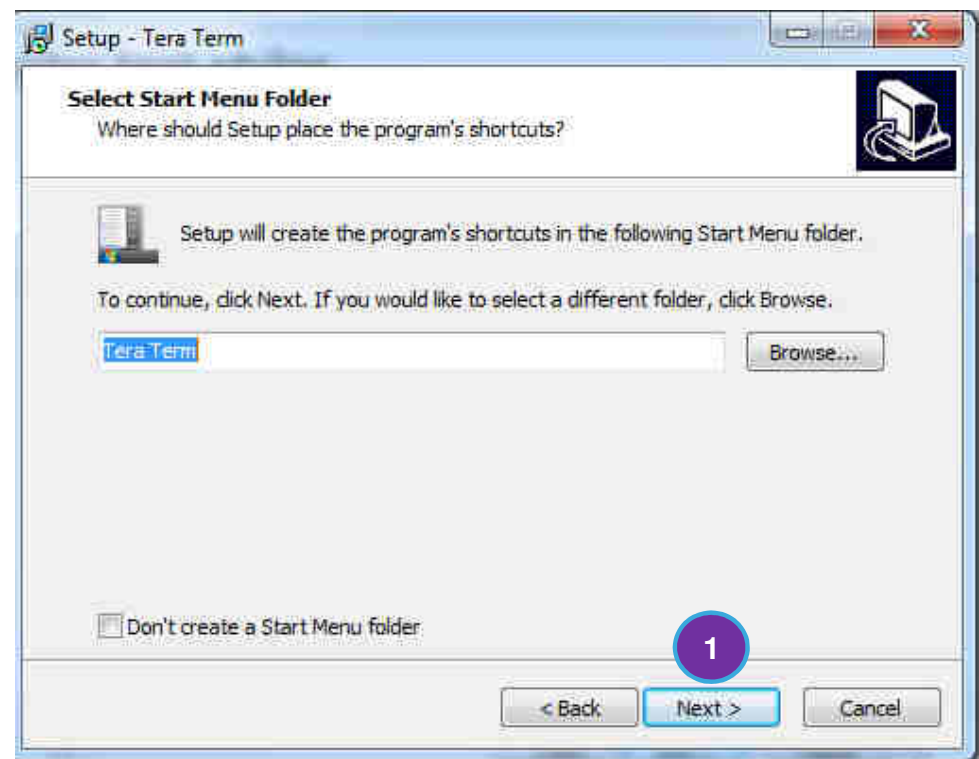 Setup - Tera Term
Select Start Menu Folder
Where should Setup place the program's shortcuts?
Setup will create the program's shortcuts in the following Start Menu folder.
To continue, click Next. If you would like to select a different folder, click Browse.
Tera Term
Browse...
Don't create a Start Menu folder
1
< Back
Next >
Cancel